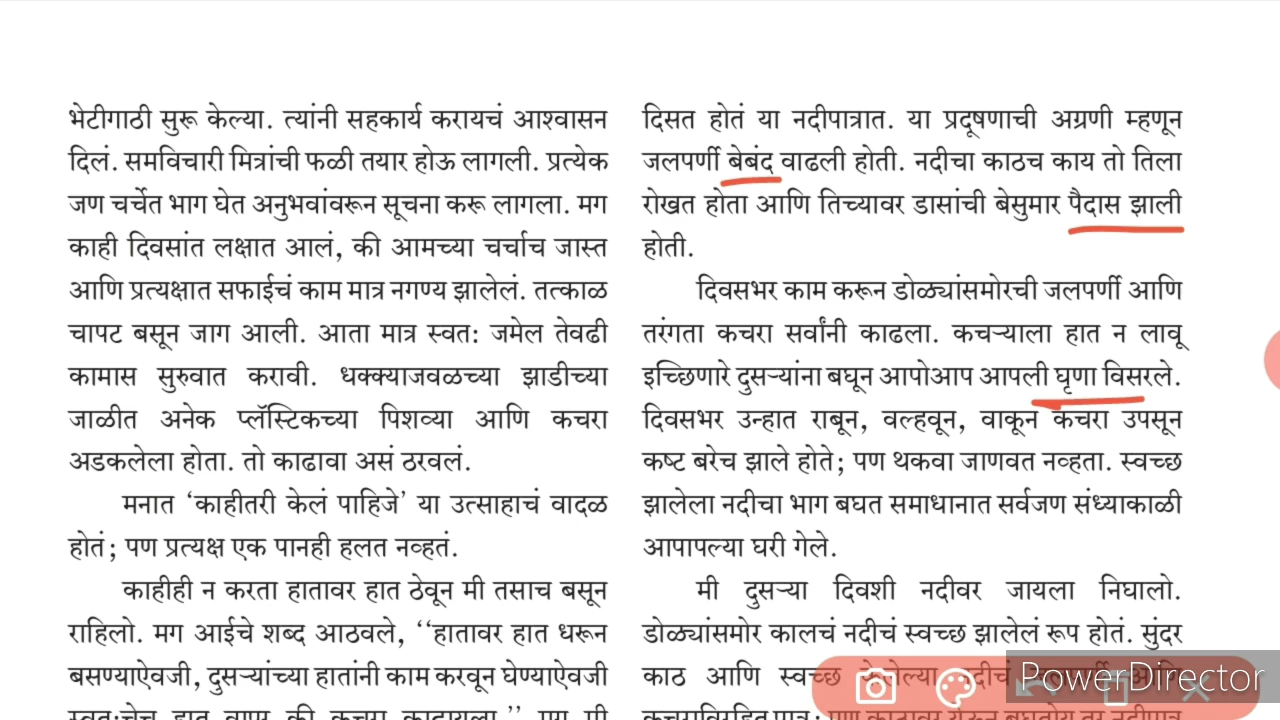 भेटीगाठी सुरू केल्या. त्यांनी सहकार्य करायचं आश्वासन
दिलं. समविचारी मित्रांची फळी तयार होऊ लागली. प्रत्येक
जण चर्चेत भाग घेत अनुभवांवरून सूचना करू लागला. मग
काही दिवसांत लक्षात आलं, की आमच्या चर्चाच जास्त
आणि प्रत्यक्षात सफाईचं काम मात्र नगण्य झालेलं. तत्काळ
चापट बसून जाग आली. आता मात्र स्वत: जमेल तेवढी
कामास सुरुवात करावी. धक्क्याजवळच्या झाडीच्या
जाळीत अनेक प्लॅस्टिकच्या पिशव्या आणि कचरा
अडकलेला होता. तो काढावा असं ठरवलं.
मनात ‘काहीतरी केलं पाहिजे’ या उत्साहाचं वादळ
होतं; पण प्रत्यक्ष एक पानही हलत नव्हतं.
काहीही न करता हातावर हात ठेवून मी तसाच बसून
राहिलो. मग आईचे शब्द आठवले, ‘‘हातावर हात धरून
बसण्याऐवजी, दुसऱ्यांच्या हातांनी काम करवून घेण्याऐवजी
दिसत होतं या नदीपात्रात. या प्रदूषणाची अग्रणी म्हणून
जलपर्णी बेबंद वाढली होती. नदीचा काठच काय तो तिला
रोखत होता आणि तिच्यावर डासांची बेसुमार पैदास झाली
होती.
दिवसभर काम करून डोळ्यांसमोरची जलपर्णी आणि
तरंगता कचरा सर्वांनी काढला. कचऱ्याला हात न लावू
इच्छिणारे दुसऱ्यांना बघून आपोआप आपली घृणा विसरले.
दिवसभर उन्हात राबून, वल्हवून, वाकून कचरा उपसून
कष्ट बरेच झाले होते; पण थकवा जाणवत नव्हता. स्वच्छ
झालेला नदीचा भाग बघत समाधानात सर्वजण संध्याकाळी
आपापल्या घरी गेले.
मी दुसऱ्या दिवशी नदीवर जायला निघालो.
डोळ्यांसमोर कालचं नदीचं स्वच्छ झालेलं रूप होतं. सुंदर
काठ आणि स्वच्छ केलेल्या
PowerDirector